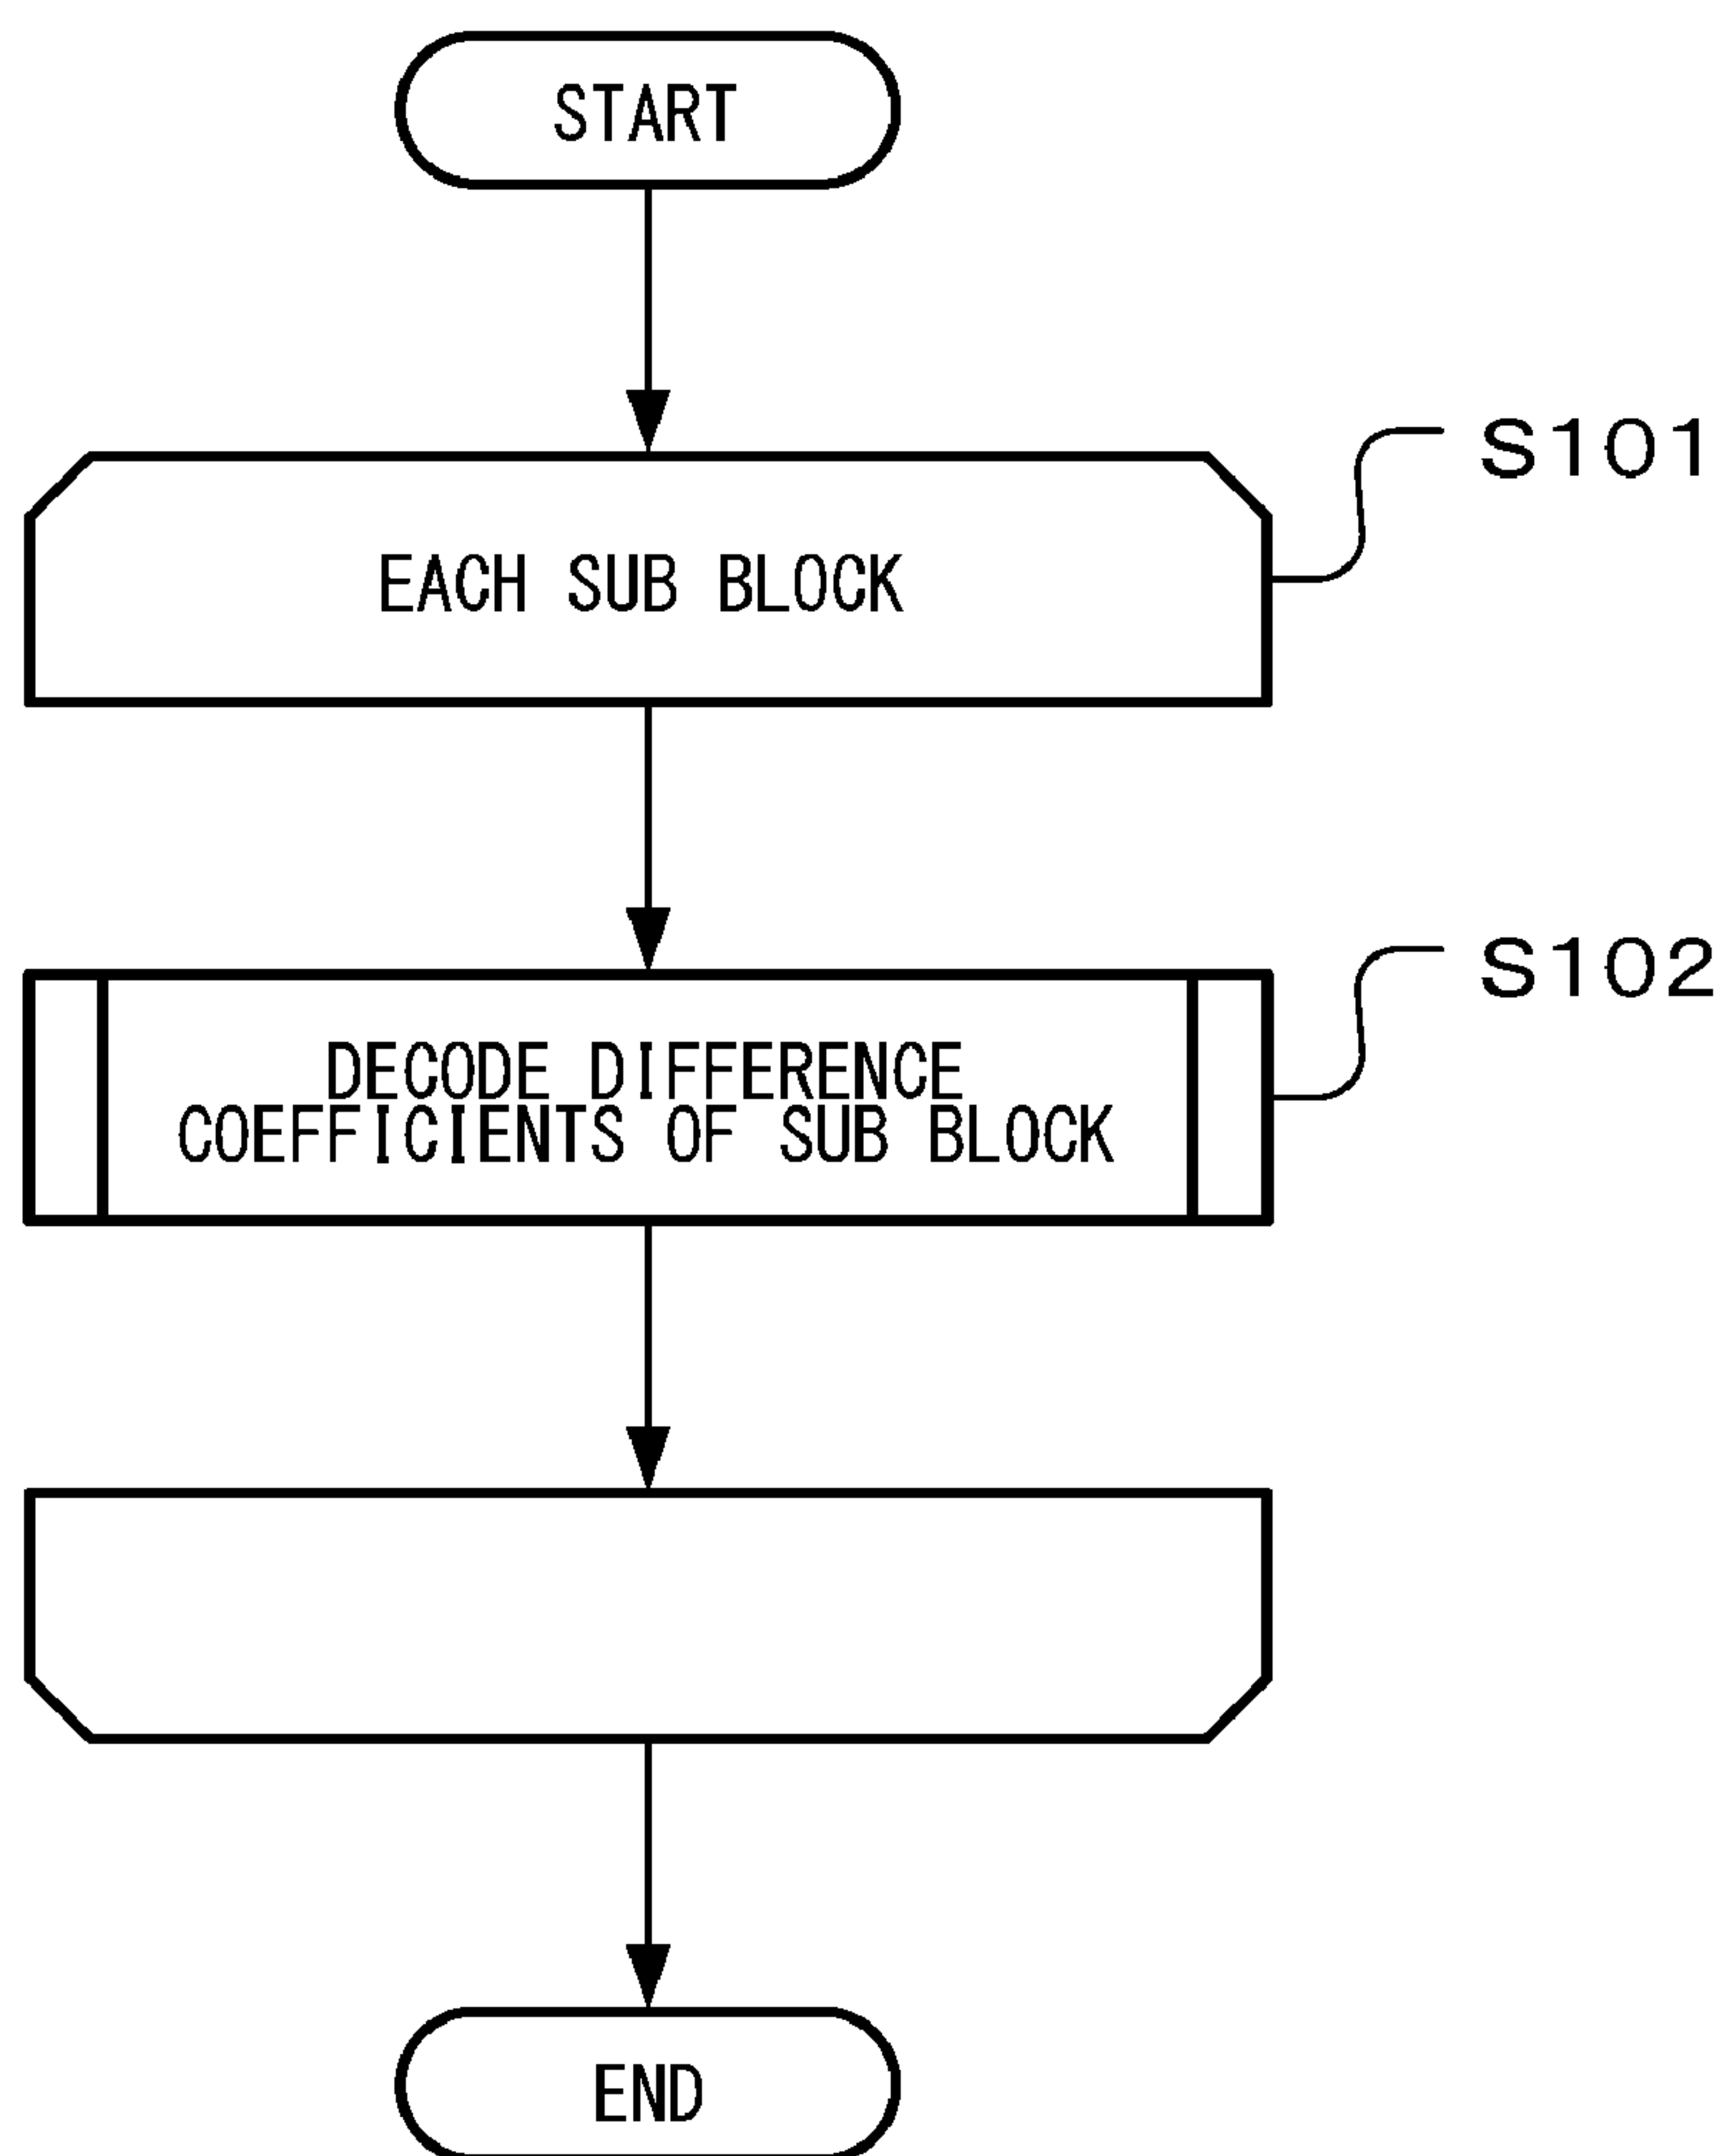 START
S101
EACH SUB BLOCK
S102
DECODE DIFFERENCE
COEFFICIENTS OF SUB BLOCK
END